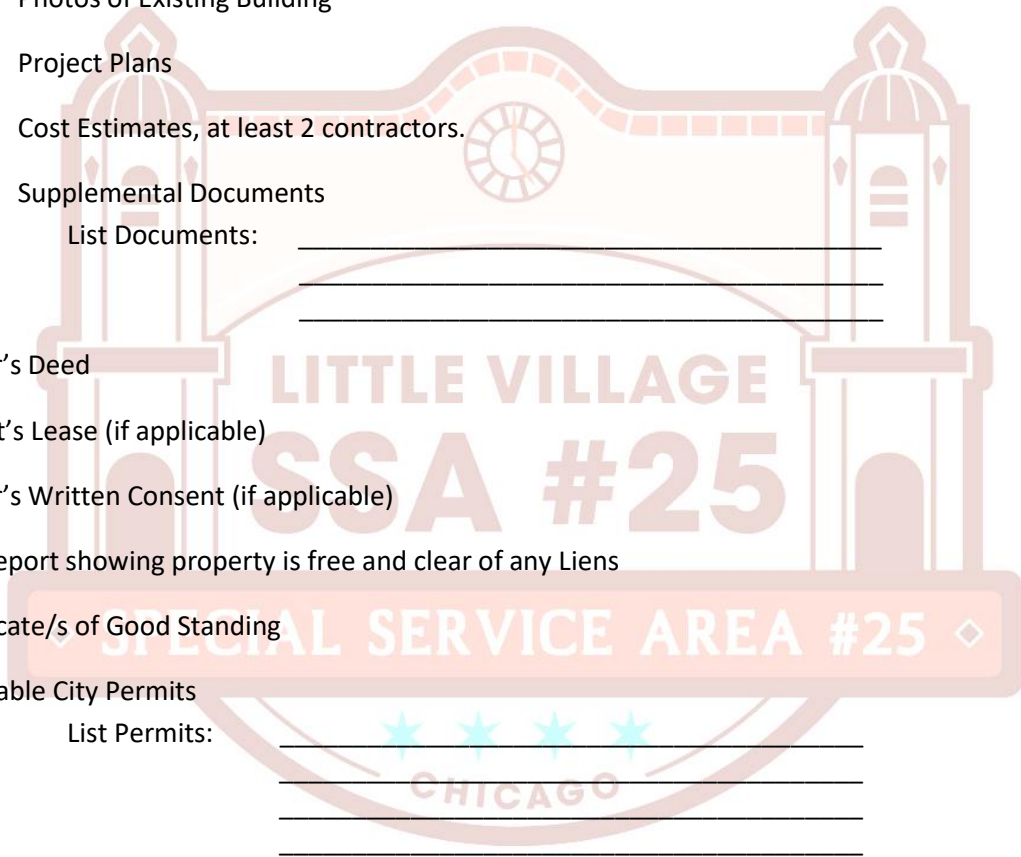 Photos of Existing Building
Project Plans
Cost Estimates, at least 2 contractors.
Supplemental Documents
List Documents:
r's Deed
LITTLE VILLAGE
t's Lease (if applicable)
SSA #25
r's Written Consent (if applicable)
eport showing property is free and clear of any Liens
cate/s of Good Standing
SPECIAL SERVICE AREA #25
able City Permits
List Permits:
CHICAGO